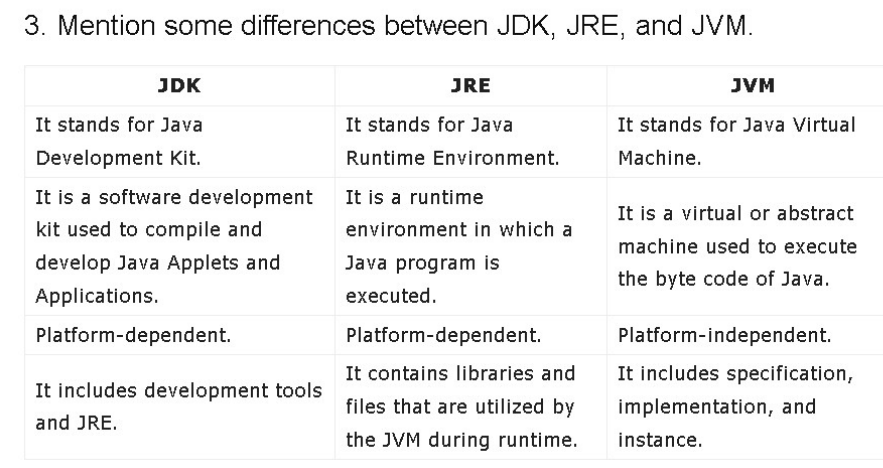 3. Mention some differences between JDK, JRE, and JVM.
JDK
JRE
JVM
It stands for Java
Development Kit.
It stands for Java
Runtime Environment.
It stands for Java Virtual
Machine.
It is a software development
kit used to compile and
develop Java Applets and
Applications.
It is a runtime
environment in which a
Java program is
executed.
It is a virtual or abstract
machine used to execute
the byte code of Java.
Platform-dependent.
Platform-dependent.
Platform-independent.
It includes development tools
and JRE.
It contains libraries and
files that are utilized by
the JVM during runtime.
It includes specification,
implementation, and
instance.